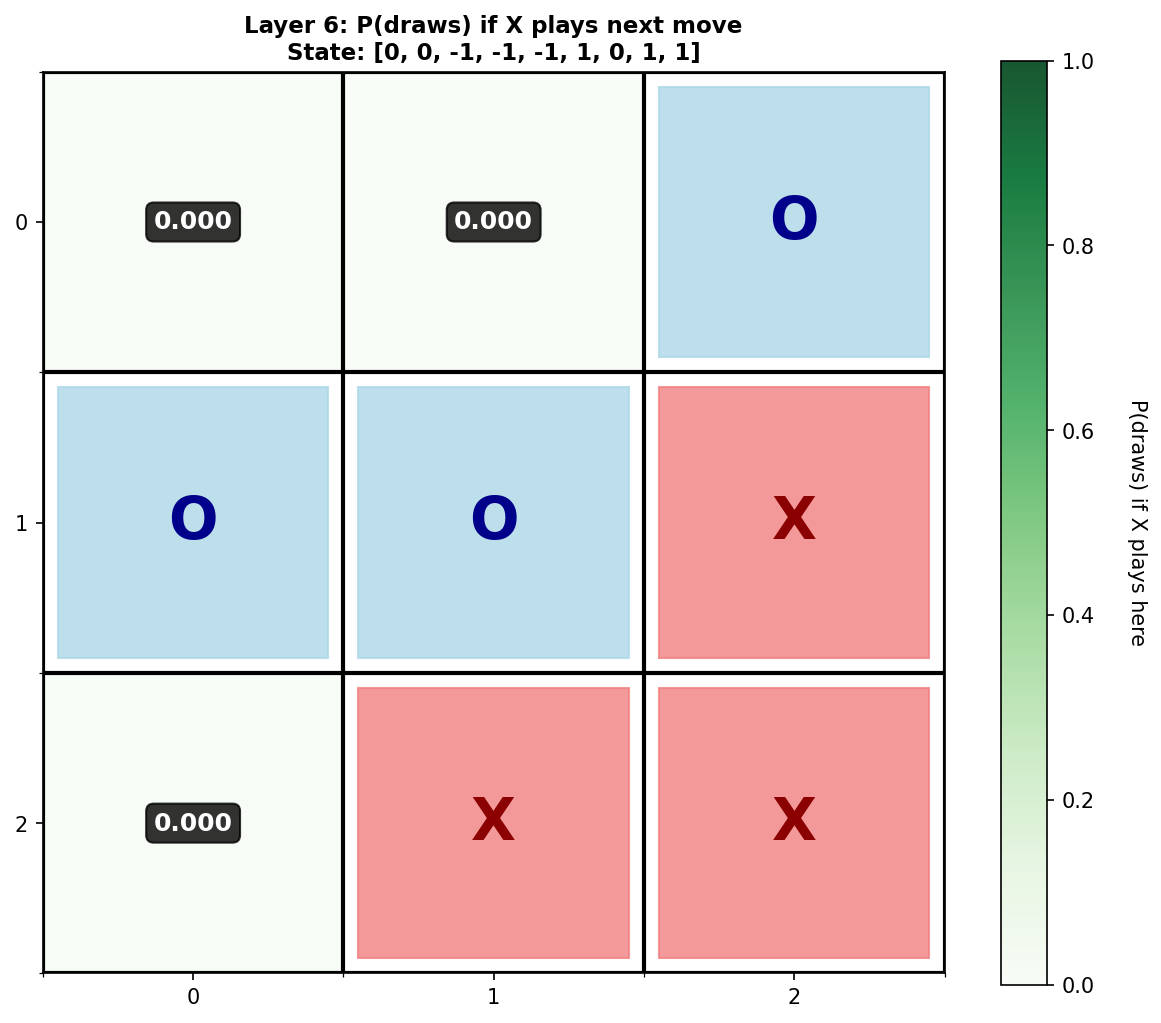 Layer 6: P(draws) if X plays next move
State: [0, 0, -1, -1, -1, 1, 0, 1, 1]
0
0.000
0.000
O
1
O
O
X
2
0.000
X
X
0
1
2
1.0
0.8
0.6
0.4
0.2
0.0
P(draws) if X plays here